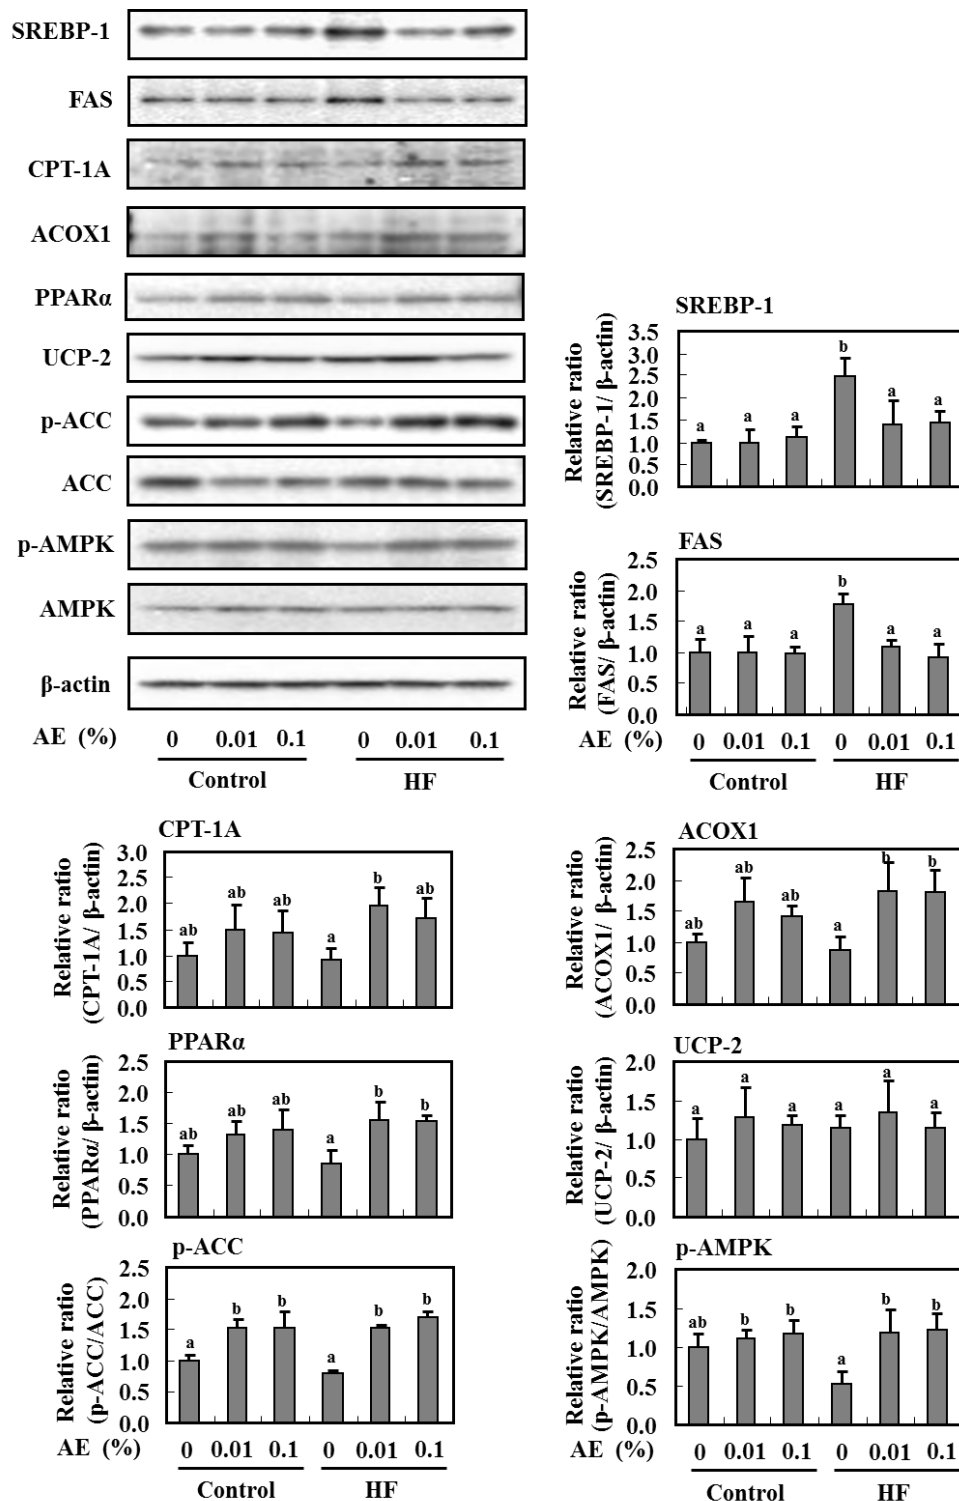 SREBP-1
FAS
CPT-1A
ACOX1
PPARα
UCP-2
p-ACC
ACC
p-AMPK
AMPK
β-actin
AE (%) 0 0.01 0.1 0 0.01 0.1
Control HF
SREBP-1
Relative ratio
(SREBP-1/ β-actin)
3.5
3.0
2.5
2.0
1.5
1.0
0.5
0.0
a a a b a a
FAS
Relative ratio
(FAS/ β-actin)
2.5
2.0
1.5
1.0
0.5
0.0
a a a b a a
AE (%) 0 0.01 0.1 0 0.01 0.1
Control HF
CPT-1A
Relative ratio
(CPT-1A/ β-actin)
3.0
2.5
2.0
1.5
1.0
0.5
0.0
ab ab ab a b ab
ACOX1
Relative ratio
(ACOX1/ β-actin)
2.5
2.0
1.5
1.0
0.5
0.0
ab ab ab a b b
PPARα
Relative ratio
(PPARα/ β-actin)
2.5
2.0
1.5
1.0
0.5
0.0
ab ab ab a b b
UCP-2
Relative ratio
(UCP-2/ β-actin)
2.0
1.5
1.0
0.5
0.0
a a a a a a
p-ACC
Relative ratio
(p-ACC/ACC)
2.5
2.0
1.5
1.0
0.5
0.0
a b b a b b
AE (%) 0 0.01 0.1 0 0.01 0.1
Control HF
p-AMPK
Relative ratio
(p-AMPK/AMPK)
2.0
1.5
1.0
0.5
0.0
ab b b a b b
AE (%) 0 0.01 0.1 0 0.01 0.1
Control HF